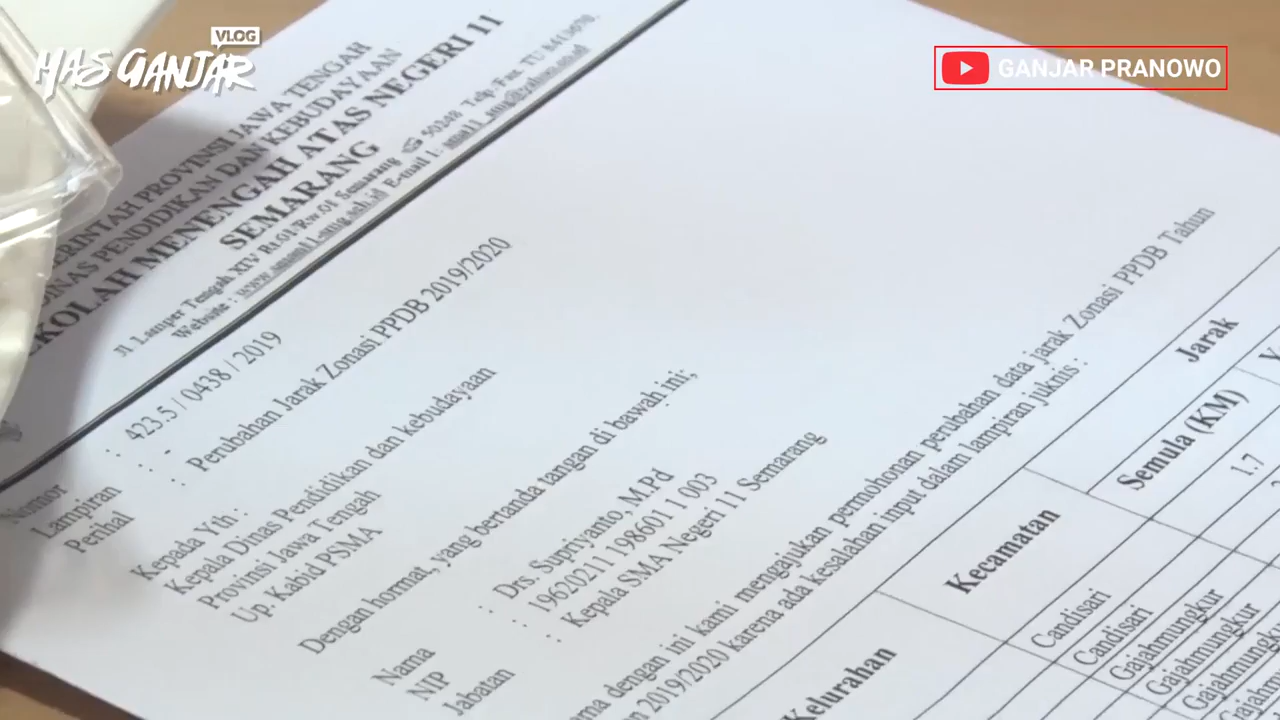 VLOG
MAS GANJAR
GANJAR PRANOWO
PROVINSI JAWA TENGAH
DINAS PENDIDIKAN DAN KEBUDAYAAN
MENENGAH ATAS NEGERI 11
SEMARANG
Jl Lamper Tengah XIV Rt.01/Rw.01 Semarang 50248 Telp/Fax TU
Website : E-mail :
Nomor : 423.5 / 0438 / 2019
Lampiran : -
Perihal : Perubahan Jarak Zonasi PPDB 2019/2020
Kepada Yth :
Kepala Dinas Pendidikan dan kebudayaan
Provinsi Jawa Tengah
Up. Kabid PSMA
Dengan hormat, yang bertanda tangan di bawah ini;
Nama : Drs. Supriyanto, M.Pd
NIP : 19620211 198601 1 003
Jabatan : Kepala SMA Negeri 11 Semarang
dengan ini kami mengajukan permohonan perubahan data jarak Zonasi PPDB Tahun
2019/2020 karena ada kesalahan input dalam lampiran juknis :
Kelurahan Kecamatan Jarak
Semula (KM)
Candisari 1.7
Candisari
Gajahmungkur
Gajahmungkur
Gajahmungkur